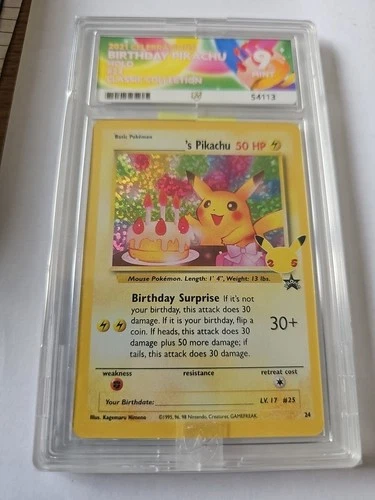 2021 CELEBRATIONS
BIRTHDAY PIKACHU
HOLO
#24
CLASSIC COLLECTION
9
MINT
54113
Basic Pokémon
's Pikachu 50 HP
25
PROMO
Mouse Pokémon. Length: 1' 4", Weight: 13 lbs.
Birthday Surprise If it's not
your birthday, this attack does 30
damage. If it is your birthday, flip a
coin. If heads, this attack does 30
damage plus 50 more damage; if
tails, this attack does 30 damage.
30+
weakness resistance retreat cost
Your Birthdate: LV. 17 #25
Illus. Kagemaru Himeno ©1995, 96, 98 Nintendo, Creatures, GAMEFREAK. 24